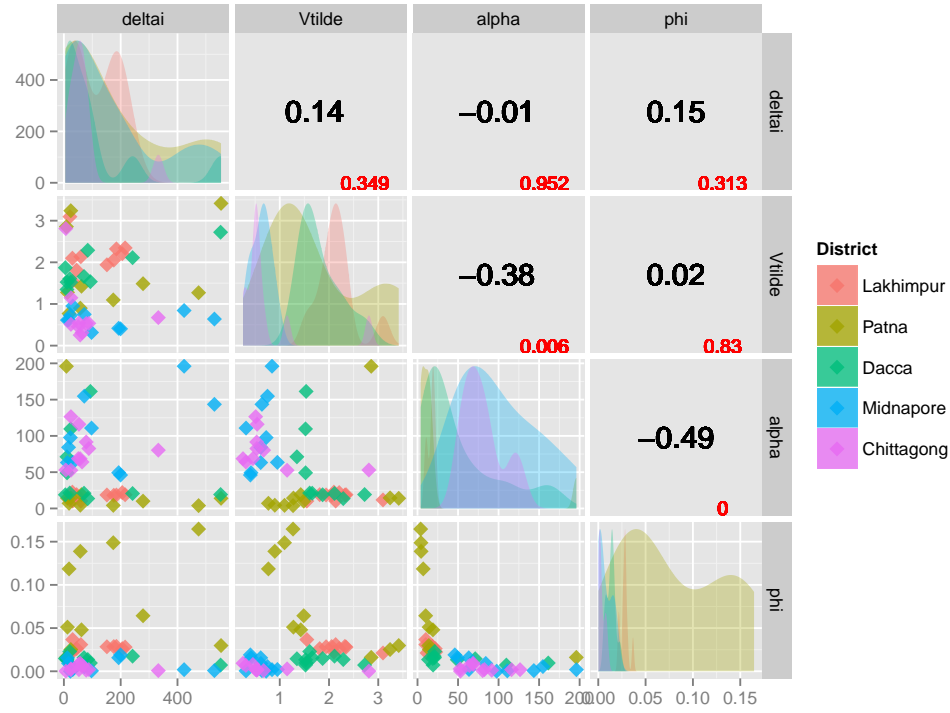 deltai Vtilde alpha phi
400
200
0
0.14
0.349
−0.01
0.952
0.15
0.313
deltai
3
2
1
0
−0.38
0.006
0.02
0.83
Vtilde
200
150
100
50
0
−0.49
0
alpha
0.15
0.10
0.05
0.00
phi
0 200 400
1 2 3
0 50 100 150 200
0.00 0.05 0.10 0.15
District
Lakhimpur
Patna
Dacca
Midnapore
Chittagong